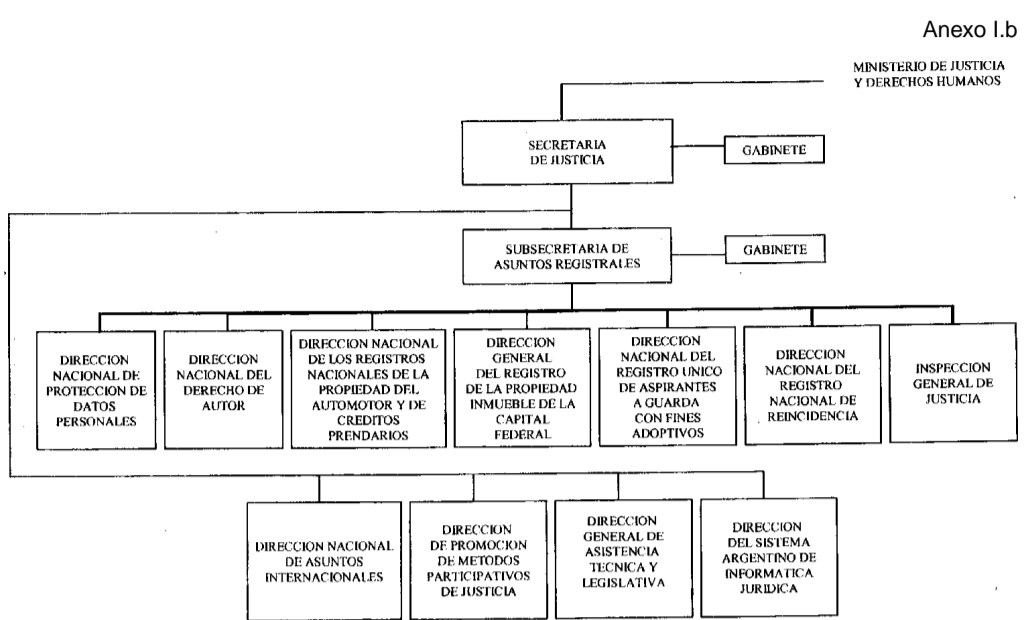 Anexo I.b
MINISTERIO DE JUSTICIA
Y DERECHOS HUMANOS
SECRETARIA
DE JUSTICIA
GABINETE
SUBSECRETARIA DE
ASUNTOS REGISTRALES
GABINETE
DIRECCION
NACIONAL DE
PROTECCION DE
DATOS
PERSONALES
DIRECCION
NACIONAL DEL
DERECHO DE
AUTOR
DIRECCION NACIONAL
DE LOS REGISTROS
NACIONALES DE LA
PROPIEDAD DEL
AUTOMOTOR Y DE
CREDITOS
PRENDARIOS
DIRECCION
GENERAL
DEL REGISTRO
DE LA PROPIEDAD
INMUEBLE DE LA
CAPITAL
FEDERAL
DIRECCION
NACIONAL DEL
REGISTRO UNICO
DE ASPIRANTES
A GUARDA
CON FINES
ADOPTIVOS
DIRECCION
NACIONAL DEL
REGISTRO
NACIONAL DE
REINCIDENCIA
INSPECCION
GENERAL DE
JUSTICIA
DIRECCION NACIONAL
DE ASUNTOS
INTERNACIONALES
DIRECCION
DE PROMOCION
DE METODOS
PARTICIPATIVOS
DE JUSTICIA
DIRECCION
GENERAL DE
ASISTENCIA
TECNICA Y
LEGISLATIVA
DIRECCION
DEL SISTEMA
ARGENTINO DE
INFORMATICA
JURIDICA